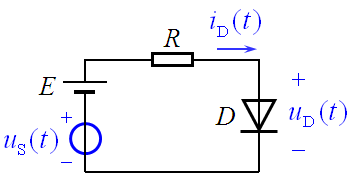 i_D(t)
R
E
+
u_S(t)
−
D
+
u_D(t)
−